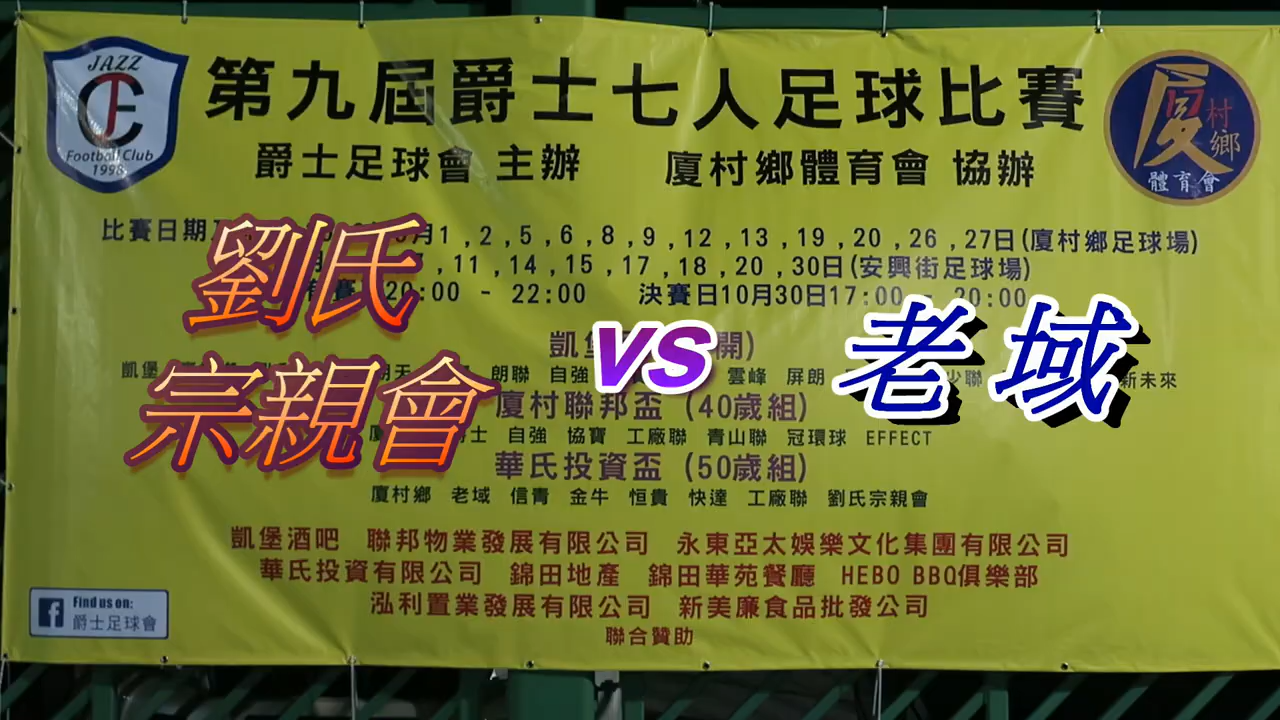 JAZZ
Football Club
1998
第九屆爵士七人足球比賽
爵士足球會 主辦 廈村鄉體育會 協辦
廈村鄉
體育會
比賽日期 月1,2,5,6,8,9,12,13,19,20,26,27日(廈村鄉足球場)
,11,14,15,17,18,20,30日(安興街足球場)
20:00 - 22:00 決賽日10月30日17:00 - 20:00
劉氏
宗親會
VS
老域
凱堡 開)
凱堡 朗聯 自強 雲峰 屏朗 新未來
廈村聯邦盃 (40歲組)
士 自強 協寶 工廠聯 青山聯 冠環球 EFFECT
華氏投資盃 (50歲組)
廈村鄉 老域 信青 金牛 恒貴 快達 工廠聯 劉氏宗親會
凱堡酒吧 聯邦物業發展有限公司 永東亞太娛樂文化集團有限公司
華氏投資有限公司 錦田地產 錦田華苑餐廳 HEBO BBQ俱樂部
泓利置業發展有限公司 新美廉食品批發公司
聯合贊助
Find us on:
爵士足球會